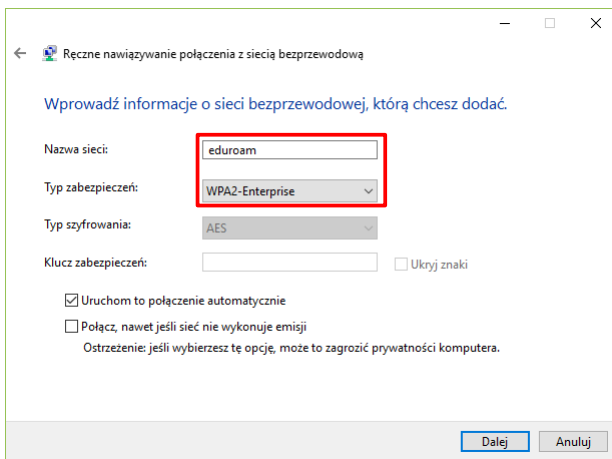 Ręczne nawiązywanie połączenia z siecią bezprzewodową
Wprowadź informacje o sieci bezprzewodowej, którą chcesz dodać.
Nazwa sieci: eduroam
Typ zabezpieczeń: WPA2-Enterprise
Typ szyfrowania: AES
Klucz zabezpieczeń: Ukryj znaki
Uruchom to połączenie automatycznie
Połącz, nawet jeśli sieć nie wykonuje emisji
Ostrzeżenie: jeśli wybierzesz tę opcję, może to zagrozić prywatności komputera.
Dalej Anuluj